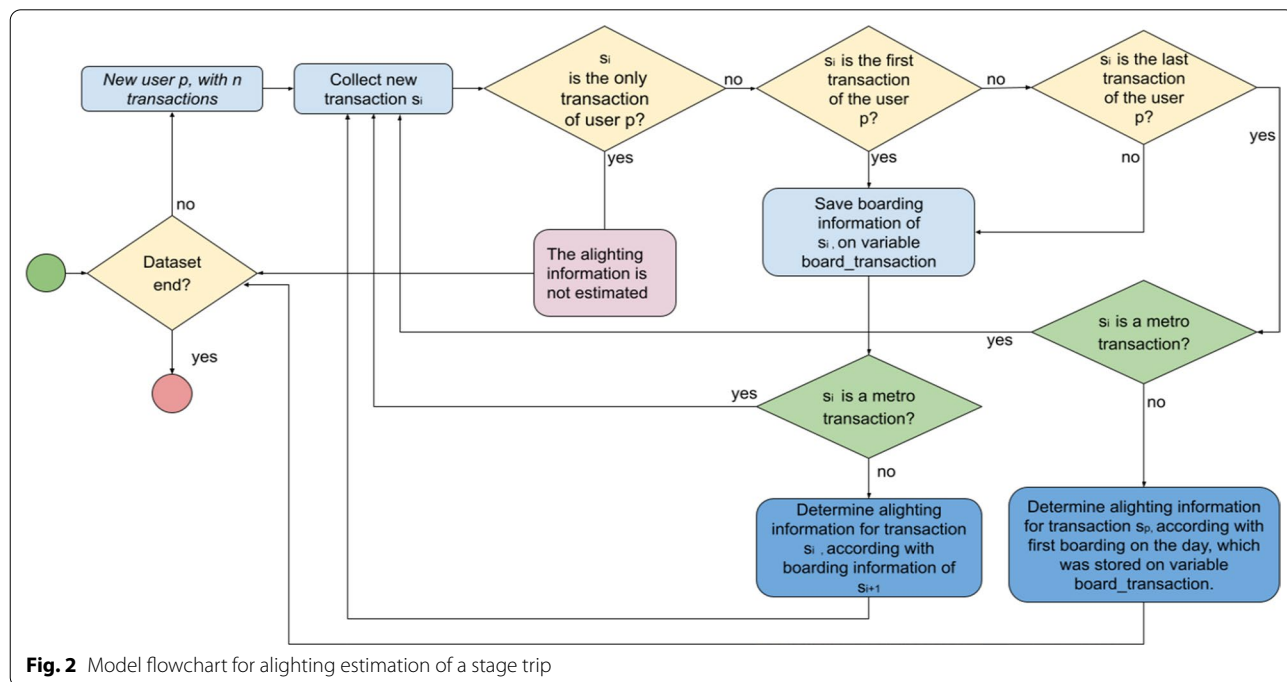 New user p, with n
transactions
Collect new
transaction si
si
is the only
transaction
of user p?
no
si is the first
transaction
of the user
p?
no
si is the last
transaction
of the user
p?
yes
yes
yes
no
no
Save boarding
information of
si , on variable
board_transaction
Dataset
end?
The alighting
information is
not estimated
si is a metro
transaction?
yes
yes
no
yes
si is a metro
transaction?
no
Determine alighting
information for transaction
si , according with
boarding information of
si+1
Determine alighting information
for transaction sp, according with
first boarding on the day, which
was stored on variable
board_transaction.
Fig. 2 Model flowchart for alighting estimation of a stage trip